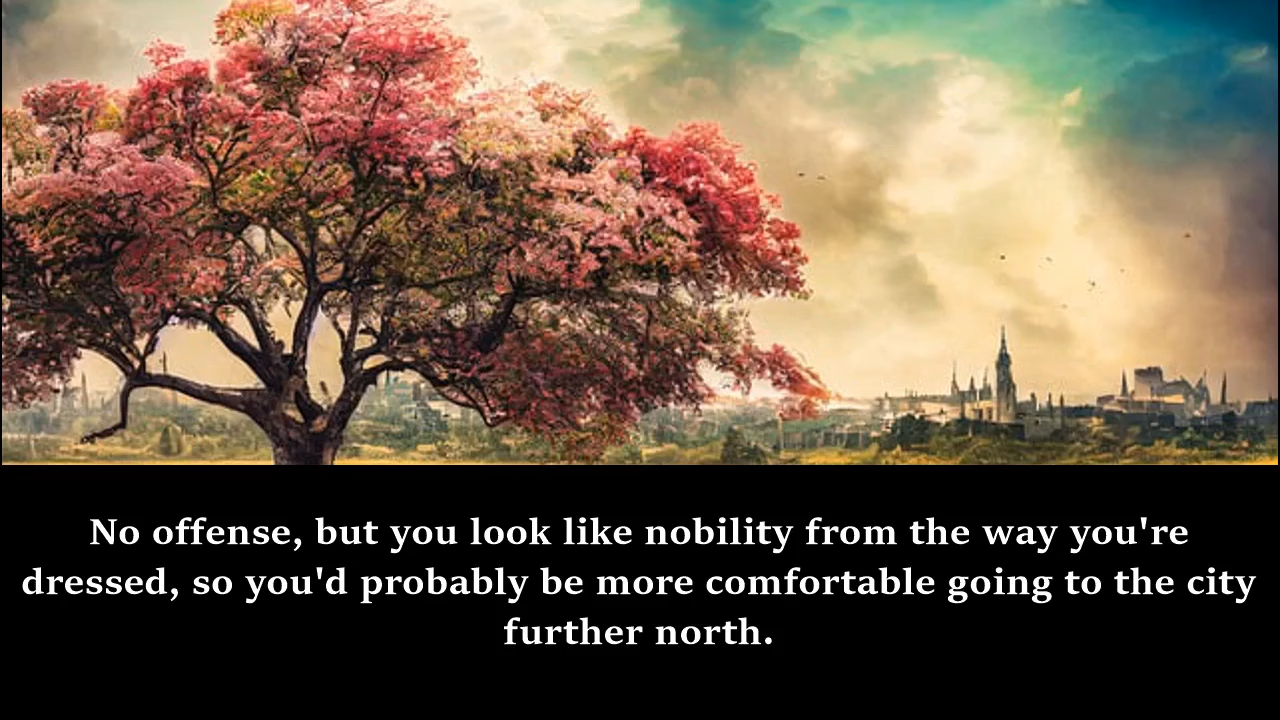 No offense, but you look like nobility from the way you're
dressed, so you'd probably be more comfortable going to the city
further north.